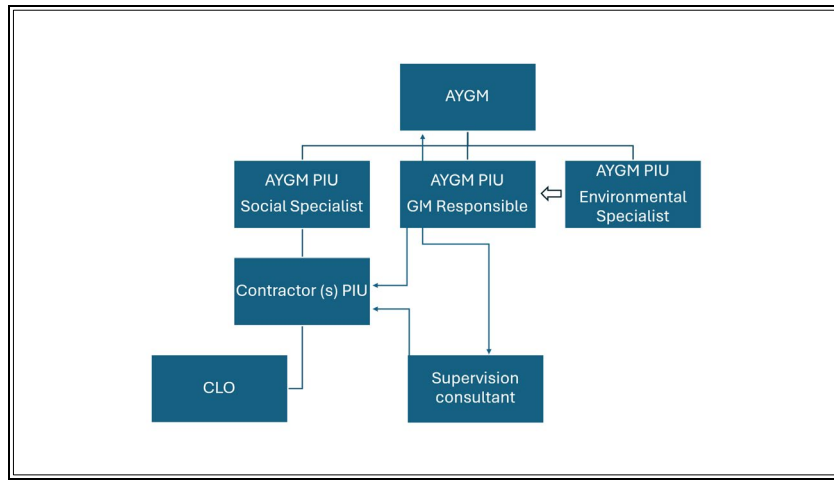 AYGM
AYGM PIU
Social Specialist
AYGM PIU
GM Responsible
AYGM PIU
Environmental
Specialist
Contractor (s) PIU
CLO
Supervision
consultant